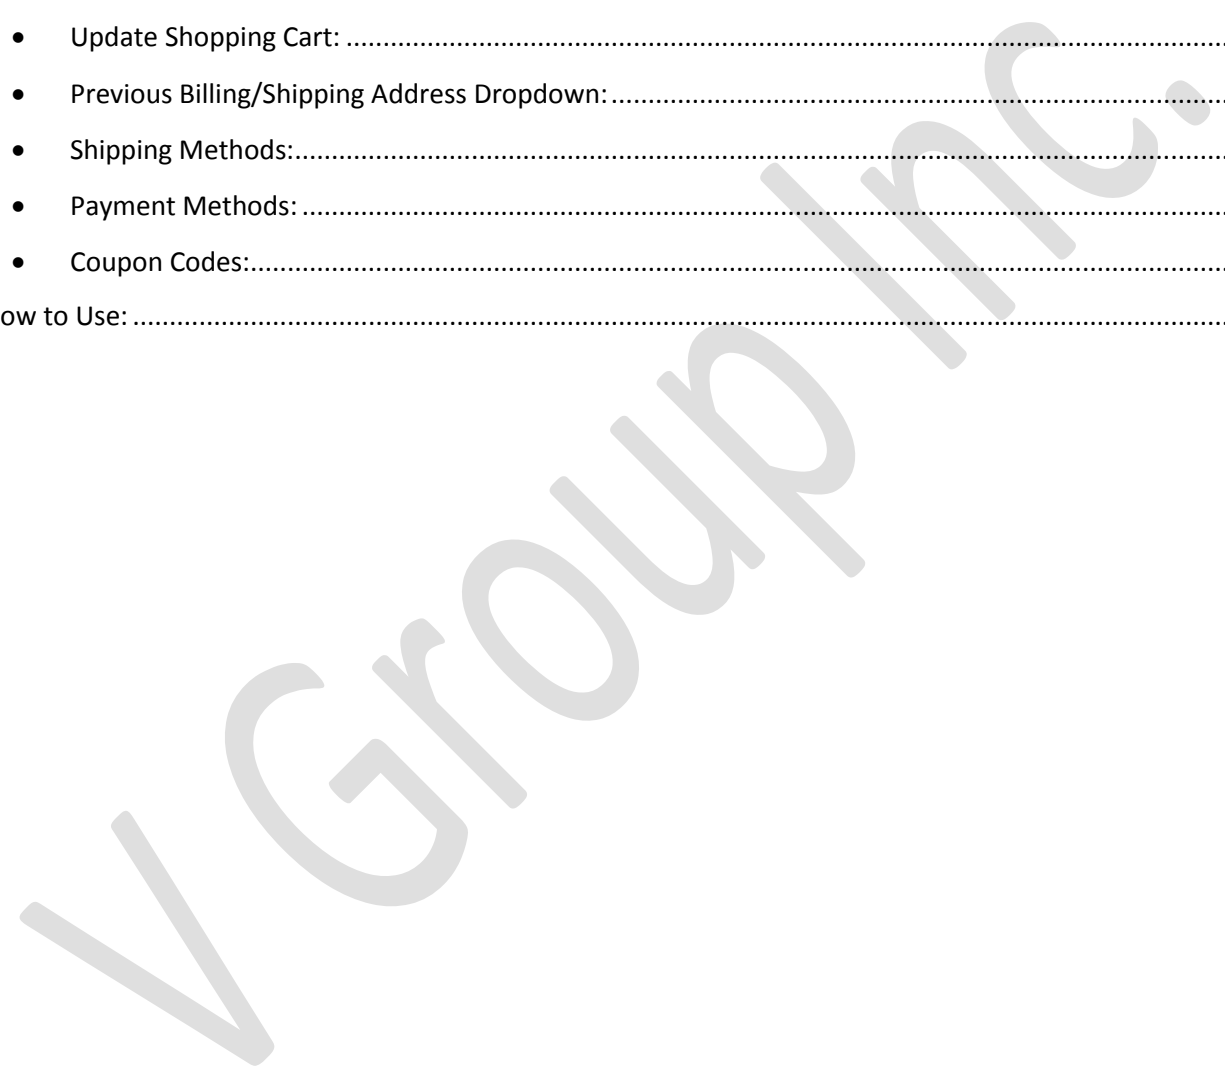 • Update Shopping Cart: ........................................................................................................................
• Previous Billing/Shipping Address Dropdown: ....................................................................................
• Shipping Methods:...............................................................................................................................
• Payment Methods: ..............................................................................................................................
• Coupon Codes:.....................................................................................................................................
ow to Use: .....................................................................................................................................................
V Group Inc.